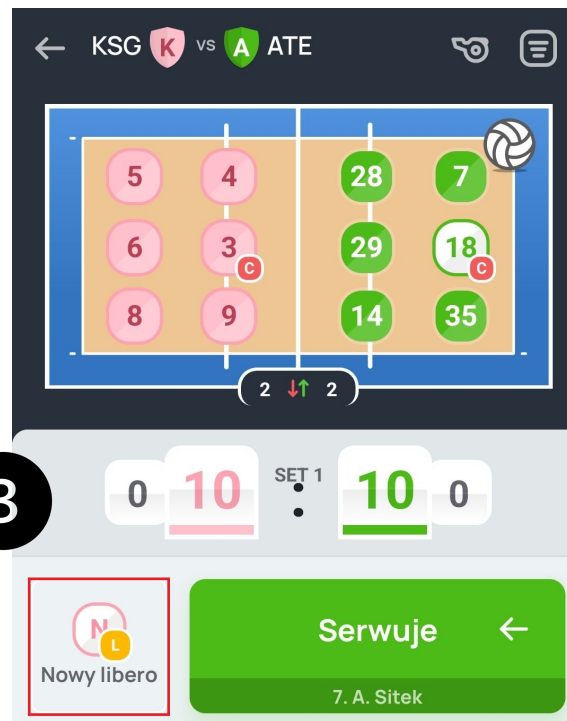 KSG K vs A ATE
5 4 28 7
6 3 29 18
C C
8 9 14 35
2 2
SET 1
0 10 : 10 0
N
L
Nowy libero
Serwuje
7. A. Sitek